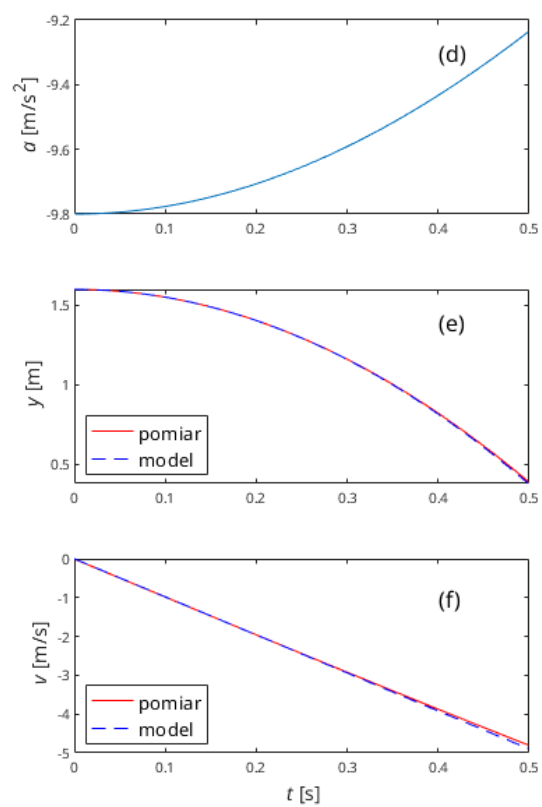 -9.2
(d)
-9.4
a [m/s²]
-9.6
-9.8
0 0.1 0.2 0.3 0.4 0.5
1.5
(e)
y [m]
1
pomiar
0.5
model
0 0.1 0.2 0.3 0.4 0.5
0
(f)
-1
v [m/s]
-2
-3
pomiar
-4
model
-5
0 0.1 0.2 0.3 0.4 0.5
t [s]